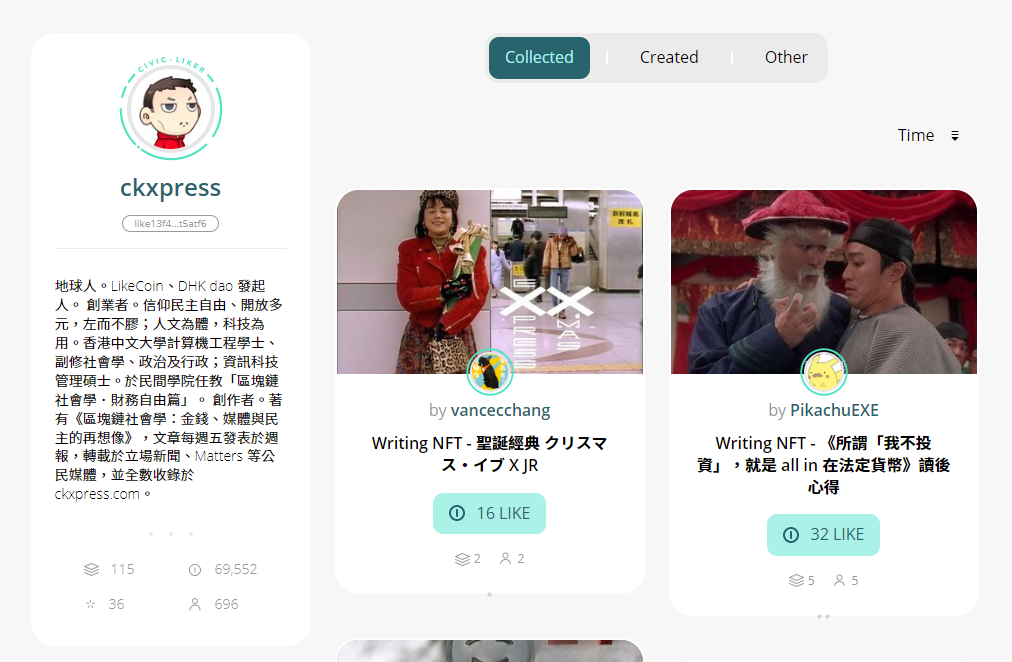 CIVIC · LIKER
ckxpress
like13f4...t5atf6
地球人。LikeCoin、DHK dao 發起
人。 創業者。信仰民主自由、開放多
元，左而不膠；人文為體，科技為
用。香港中文大學計算機工程學士、
副修社會學、政治及行政；資訊科技
管理碩士。於民間學院任教「區塊鏈
社會學．財務自由篇」。 創作者。著
有《區塊鏈社會學：金錢、媒體與民
主的再想像》，文章每週五發表於週
報，轉載於立場新聞、Matters 等公
民媒體，並全數收錄於
ckxpress.com。
115
69,552
36
696
Collected
Created
Other
Time
改札
XX
by vancecchang
Writing NFT - 聖誕經典 クリスマ
ス・イブ X JR
16 LIKE
2
2
by PikachuEXE
Writing NFT - 《所謂「我不投
資」，就是 all in 在法定貨幣》讀後
心得
32 LIKE
5
5